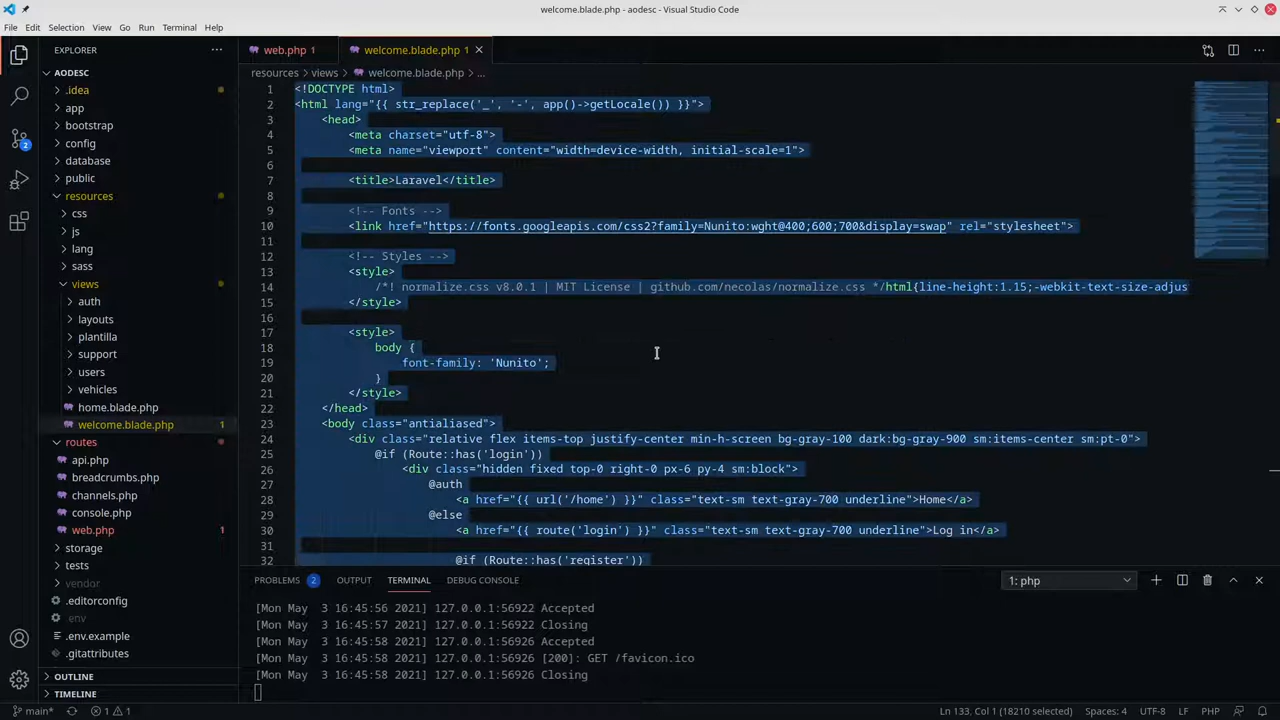 welcome.blade.php - aodesc - Visual Studio Code
File Edit Selection View Go Run Terminal Help
EXPLORER
AODESC
.idea
app
bootstrap
config
database
public
resources
css
js
lang
sass
views
auth
layouts
plantilla
support
users
vehicles
home.blade.php
welcome.blade.php 1
routes
api.php
breadcrumbs.php
channels.php
console.php
web.php 1
storage
tests
vendor
.editorconfig
.env
.env.example
.gitattributes
OUTLINE
TIMELINE
2
web.php 1 welcome.blade.php 1
resources > views > welcome.blade.php > ...
1 <!DOCTYPE html>
2 <html lang="{{ str_replace('_', '-', app()->getLocale()) }}">
3 <head>
4 <meta charset="utf-8">
5 <meta name="viewport" content="width=device-width, initial-scale=1">
6
7 <title>Laravel</title>
8
9 <!-- Fonts -->
10 <link href="https://fonts.googleapis.com/css2?family=Nunito:wght@400;600;700&display=swap" rel="stylesheet">
11
12 <!-- Styles -->
13 <style>
14 /*! normalize.css v8.0.1 | MIT License | github.com/necolas/normalize.css */html{line-height:1.15;-webkit-text-size-adjus
15 </style>
16
17 <style>
18 body {
19 font-family: 'Nunito';
20 }
21 </style>
22 </head>
23 <body class="antialiased">
24 <div class="relative flex items-top justify-center min-h-screen bg-gray-100 dark:bg-gray-900 sm:items-center sm:pt-0">
25 @if (Route::has('login'))
26 <div class="hidden fixed top-0 right-0 px-6 py-4 sm:block">
27 @auth
28 <a href="{{ url('/home') }}" class="text-sm text-gray-700 underline">Home</a>
29 @else
30 <a href="{{ route('login') }}" class="text-sm text-gray-700 underline">Log in</a>
31
32 @if (Route::has('register'))
PROBLEMS 2 OUTPUT TERMINAL DEBUG CONSOLE 1: php
[Mon May  3 16:45:56 2021] 127.0.0.1:56922 Accepted
[Mon May  3 16:45:57 2021] 127.0.0.1:56922 Closing
[Mon May  3 16:45:58 2021] 127.0.0.1:56926 Accepted
[Mon May  3 16:45:58 2021] 127.0.0.1:56926 [200]: GET /favicon.ico
[Mon May  3 16:45:58 2021] 127.0.0.1:56926 Closing
main* 1 1 Ln 133, Col 1 (18210 selected) Spaces: 4 UTF-8 LF PHP